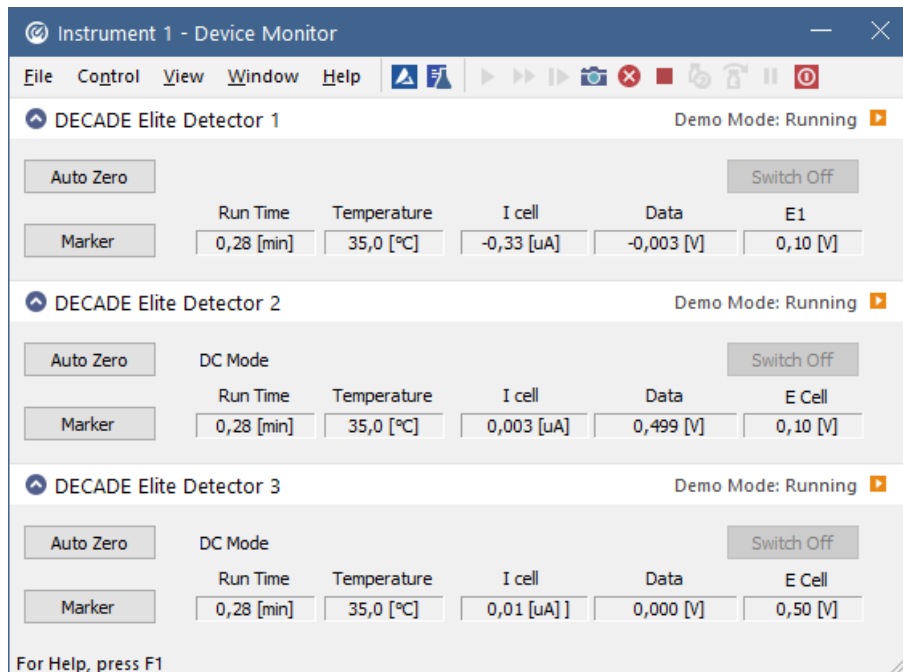 Instrument 1 - Device Monitor
File Control View Window Help
DECADE Elite Detector 1 Demo Mode: Running
Auto Zero Switch Off
Run Time Temperature I cell Data E1
Marker 0,28 [min] 35,0 [°C] -0,33 [uA] -0,003 [V] 0,10 [V]
DECADE Elite Detector 2 Demo Mode: Running
Auto Zero DC Mode Switch Off
Run Time Temperature I cell Data E Cell
Marker 0,28 [min] 35,0 [°C] 0,003 [uA] 0,499 [V] 0,10 [V]
DECADE Elite Detector 3 Demo Mode: Running
Auto Zero DC Mode Switch Off
Run Time Temperature I cell Data E Cell
Marker 0,28 [min] 35,0 [°C] 0,01 [uA] ] 0,000 [V] 0,50 [V]
For Help, press F1